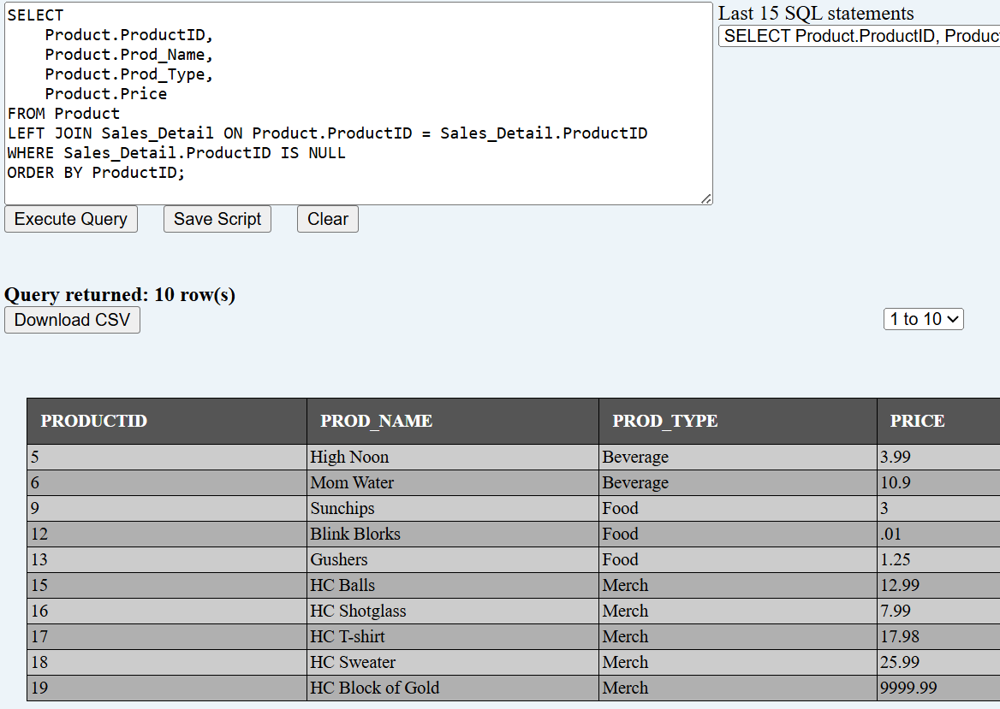 SELECT
    Product.ProductID,
    Product.Prod_Name,
    Product.Prod_Type,
    Product.Price
FROM Product
LEFT JOIN Sales_Detail ON Product.ProductID = Sales_Detail.ProductID
WHERE Sales_Detail.ProductID IS NULL
ORDER BY ProductID;
Last 15 SQL statements
SELECT Product.ProductID, Product
Execute Query Save Script Clear
Query returned: 10 row(s)
Download CSV 1 to 10
PRODUCTID PROD_NAME PROD_TYPE PRICE
5 High Noon Beverage 3.99
6 Mom Water Beverage 10.9
9 Sunchips Food 3
12 Blink Blorks Food .01
13 Gushers Food 1.25
15 HC Balls Merch 12.99
16 HC Shotglass Merch 7.99
17 HC T-shirt Merch 17.98
18 HC Sweater Merch 25.99
19 HC Block of Gold Merch 9999.99